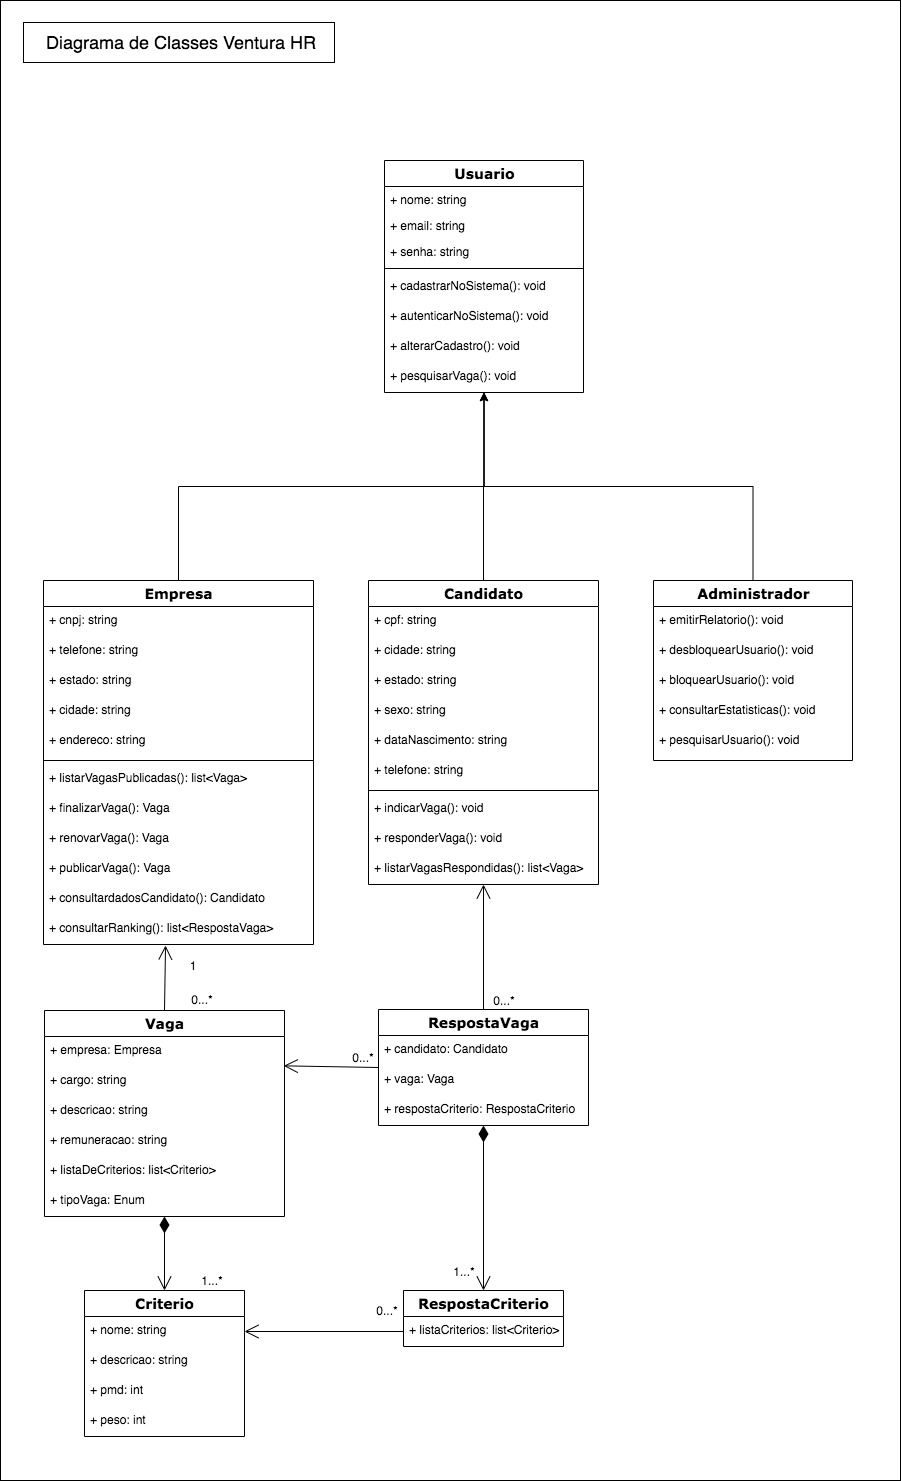 Diagrama de Classes Ventura HR
Usuario
+ nome: string
+ email: string
+ senha: string
+ cadastrarNoSistema(): void
+ autenticarNoSistema(): void
+ alterarCadastro(): void
+ pesquisarVaga(): void
Empresa
+ cnpj: string
+ telefone: string
+ estado: string
+ cidade: string
+ endereco: string
+ listarVagasPublicadas(): list<Vaga>
+ finalizarVaga(): Vaga
+ renovarVaga(): Vaga
+ publicarVaga(): Vaga
+ consultardadosCandidato(): Candidato
+ consultarRanking(): list<RespostaVaga>
Candidato
+ cpf: string
+ cidade: string
+ estado: string
+ sexo: string
+ dataNascimento: string
+ telefone: string
+ indicarVaga(): void
+ responderVaga(): void
+ listarVagasRespondidas(): list<Vaga>
Administrador
+ emitirRelatorio(): void
+ desbloquearUsuario(): void
+ bloquearUsuario(): void
+ consultarEstatisticas(): void
+ pesquisarUsuario(): void
1
0...*
0...*
Vaga
+ empresa: Empresa
+ cargo: string
+ descricao: string
+ remuneracao: string
+ listaDeCriterios: list<Criterio>
+ tipoVaga: Enum
0...*
RespostaVaga
+ candidato: Candidato
+ vaga: Vaga
+ respostaCriterio: RespostaCriterio
1...*
1...*
Criterio
+ nome: string
+ descricao: string
+ pmd: int
+ peso: int
0...*
RespostaCriterio
+ listaCriterios: list<Criterio>